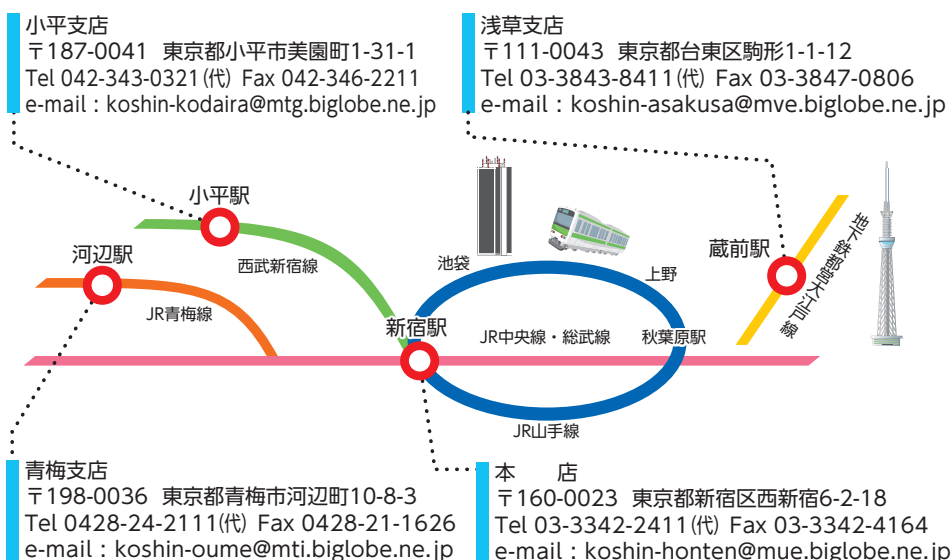 小平支店
〒187-0041 東京都小平市美園町1-31-1
Tel 042-343-0321(代) Fax 042-346-2211
e-mail : koshin-kodaira@mtg.biglobe.ne.jp
浅草支店
〒111-0043 東京都台東区駒形1-1-12
Tel 03-3843-8411(代) Fax 03-3847-0806
e-mail : koshin-asakusa@mve.biglobe.ne.jp
小平駅
河辺駅
西武新宿線
JR青梅線
池袋
上野
蔵前駅
地下鉄都営大江戸線
新宿駅
JR中央線・総武線
秋葉原駅
JR山手線
青梅支店
〒198-0036 東京都青梅市河辺町10-8-3
Tel 0428-24-2111(代) Fax 0428-21-1626
e-mail : koshin-oume@mti.biglobe.ne.jp
本 店
〒160-0023 東京都新宿区西新宿6-2-18
Tel 03-3342-2411(代) Fax 03-3342-4164
e-mail : koshin-honten@mue.biglobe.ne.jp